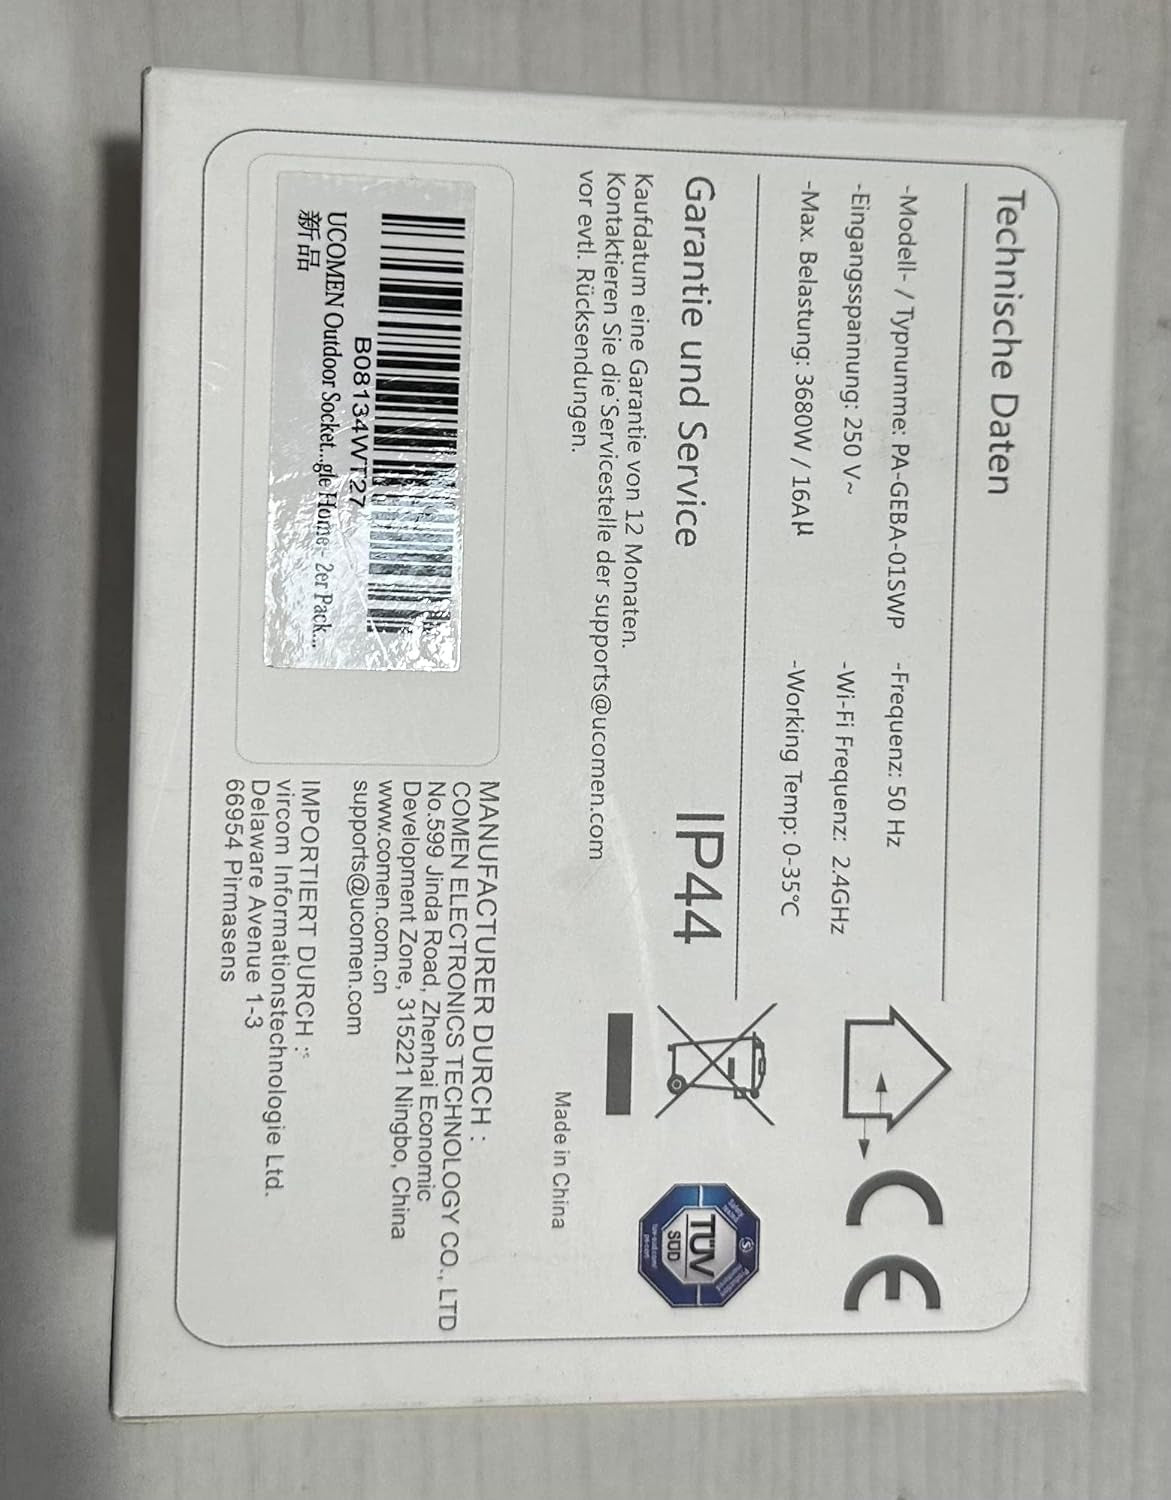 Technische Daten
-Modell- / Typnumme: PA-GEBA-01SWP
-Frequenz: 50 Hz
-Eingangsspannung: 250 V~
-Wi-Fi Frequenz: 2.4GHz
-Max. Belastung: 3680W / 16Aμ
-Working Temp: 0-35℃
CE
Garantie und Service
IP44
Kaufdatum eine Garantie von 12 Monaten.
Kontaktieren Sie die Servicestelle der supports@ucomen.com
vor evtl. Rücksendungen.
TÜV
SÜD
Made in China
B08134WT27
UCOMEN Outdoor Socket...gle Home - 2er Pack...
新品
MANUFACTURER DURCH :
COMEN ELECTRONICS TECHNOLOGY CO., LTD
No.599 Jinda Road, Zhenhai Economic
Development Zone, 315221 Ningbo, China
www.comen.com.cn
supports@ucomen.com
IMPORTIERT DURCH :
vircom Informationstechnologie Ltd.
Delaware Avenue 1-3
66954 Pirmasens